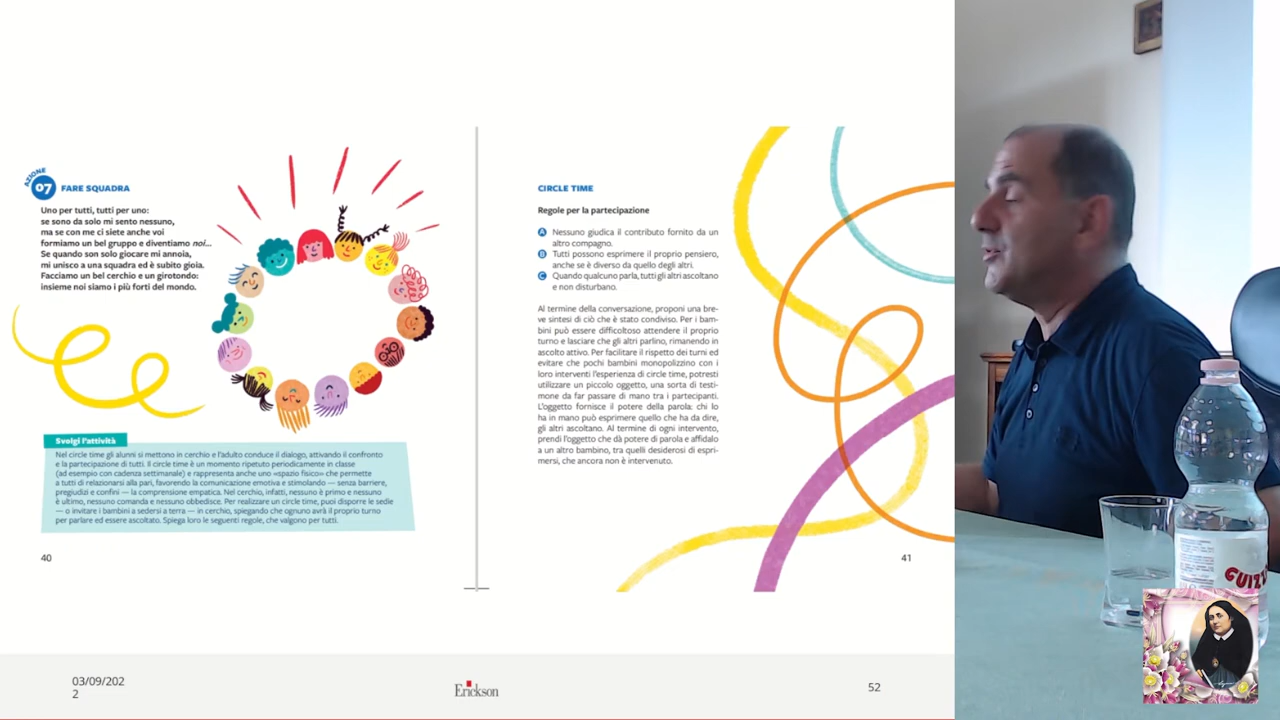 AZIONE
07 FARE SQUADRA
Uno per tutti, tutti per uno:
se sono da solo mi sento nessuno,
ma se con me ci siete anche voi
formiamo un bel gruppo e diventiamo noi...
Se quando son solo giocare mi annoia,
mi unisco a una squadra ed è subito gioia.
Facciamo un bel cerchio e un girotondo:
insieme noi siamo i più forti del mondo.
Svolgi l'attività
Nel circle time gli alunni si mettono in cerchio e l'adulto conduce il dialogo, attivando il confronto
e la partecipazione di tutti. Il circle time è un momento ripetuto periodicamente in classe
(ad esempio con cadenza settimanale) e rappresenta anche uno «spazio fisico» che permette
a tutti di relazionarsi alla pari, favorendo la comunicazione emotiva e stimolando — senza barriere,
pregiudizi e confini — la comprensione empatica. Nel cerchio, infatti, nessuno è primo e nessuno
è ultimo, nessuno comanda e nessuno obbedisce. Per realizzare un circle time, puoi disporre le sedie
— o invitare i bambini a sedersi a terra — in cerchio, spiegando che ognuno avrà il proprio turno
per parlare ed essere ascoltato. Spiega loro le seguenti regole, che valgono per tutti.
40
CIRCLE TIME
Regole per la partecipazione
A Nessuno giudica il contributo fornito da un
altro compagno.
B Tutti possono esprimere il proprio pensiero,
anche se è diverso da quello degli altri.
C Quando qualcuno parla, tutti gli altri ascoltano
e non disturbano.
Al termine della conversazione, proponi una bre-
ve sintesi di ciò che è stato condiviso. Per i bam-
bini può essere difficoltoso attendere il proprio
turno e lasciare che gli altri parlino, rimanendo in
ascolto attivo. Per facilitare il rispetto dei turni ed
evitare che pochi bambini monopolizzino con i
loro interventi l'esperienza di circle time, potresti
utilizzare un piccolo oggetto, una sorta di testi-
mone da far passare di mano tra i partecipanti.
L'oggetto fornisce il potere della parola: chi lo
ha in mano può esprimere quello che ha da dire,
gli altri ascoltano. Al termine di ogni intervento,
prendi l'oggetto che dà potere di parola e affidalo
a un altro bambino, tra quelli desiderosi di espri-
mersi, che ancora non è intervenuto.
41
03/09/202
2
Erickson
52